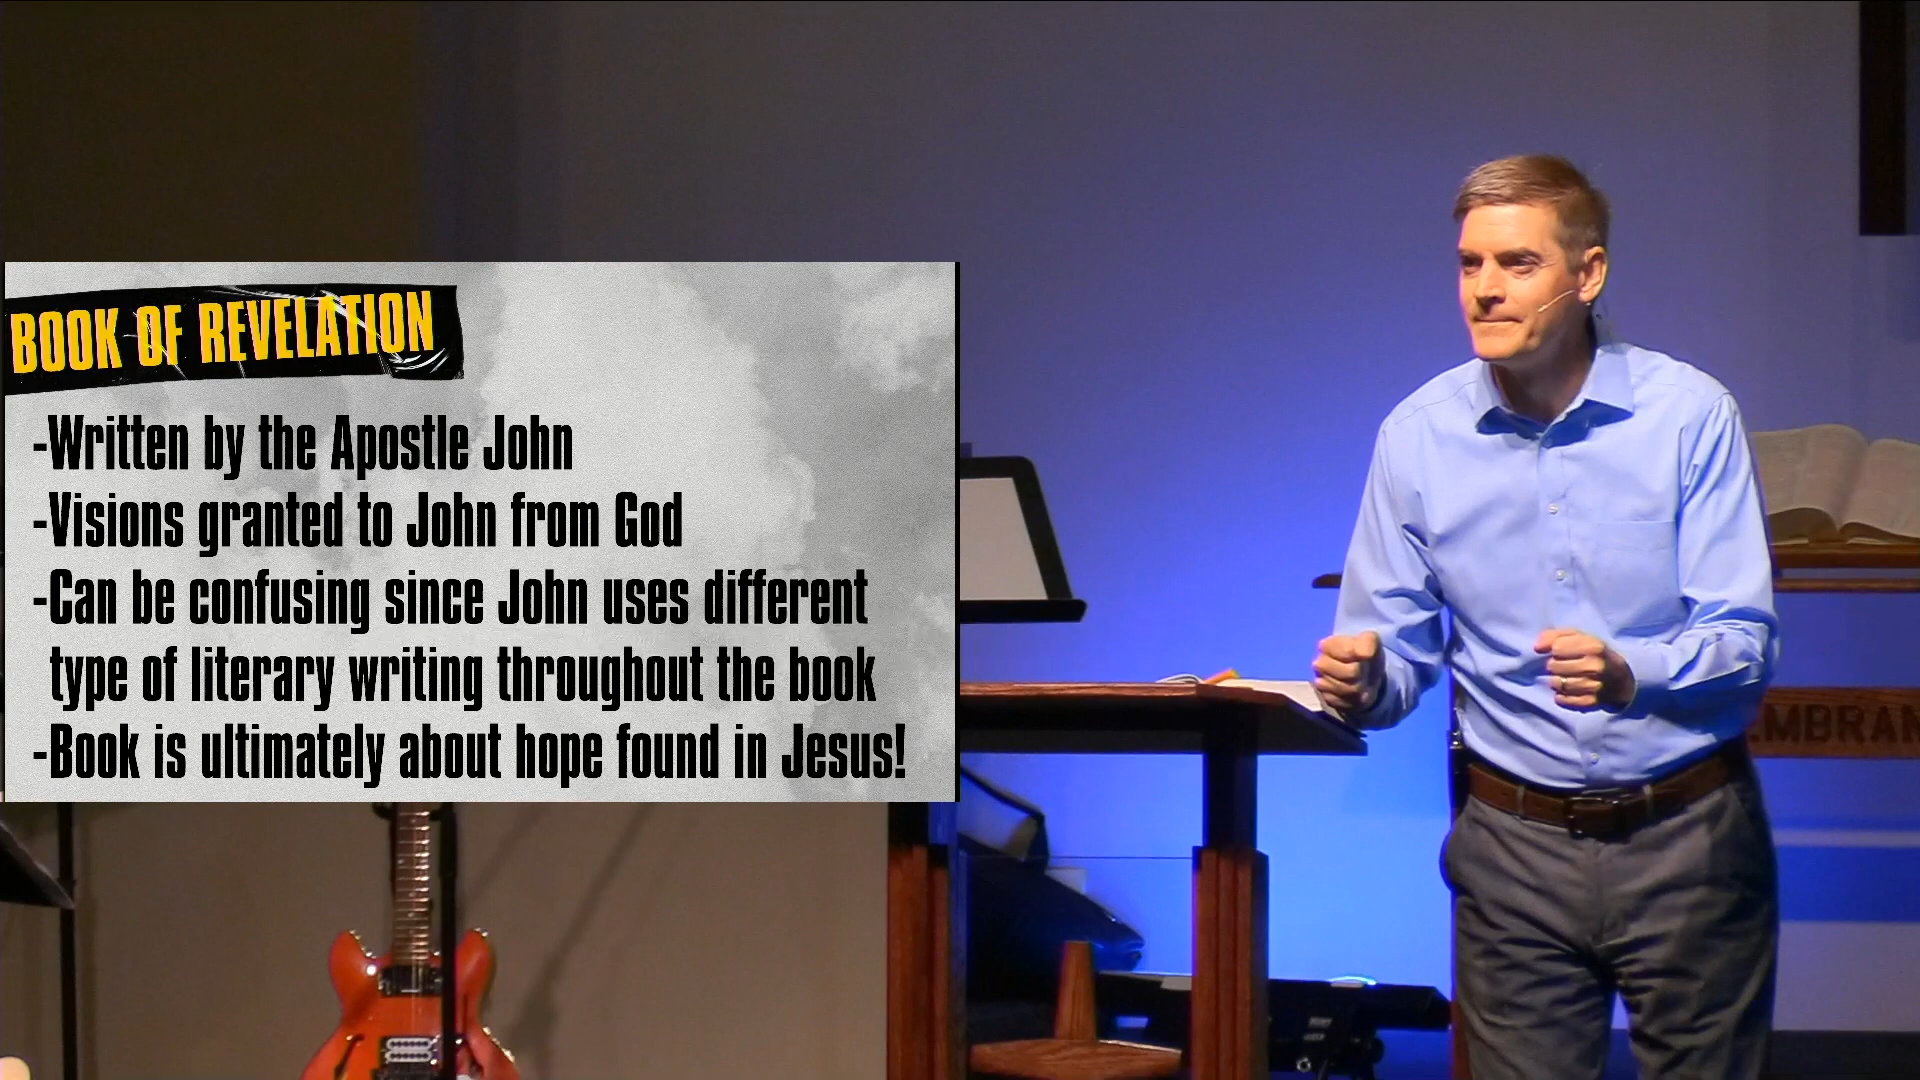 BOOK OF REVELATION
-Written by the Apostle John
-Visions granted to John from God
-Can be confusing since John uses different
type of literary writing throughout the book
-Book is ultimately about hope found in Jesus!